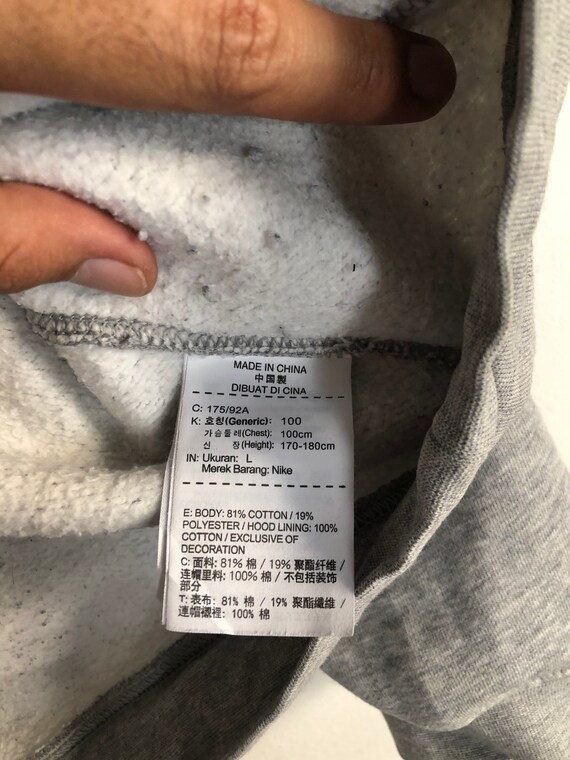 MADE IN CHINA
中国製
DIBUAT DI CINA
C: 175/92A
K: 호칭(Generic): 100
가슴둘레(Chest): 100cm
신 장(Height): 170-180cm
IN: Ukuran: L
Merek Barang: Nike
E: BODY: 81% COTTON / 19%
POLYESTER / HOOD LINING: 100%
COTTON / EXCLUSIVE OF
DECORATION
C: 面料: 81% 棉 / 19% 聚酯纤维 /
连帽里料: 100% 棉 / 不包括装饰
部分
T: 表布: 81% 棉 / 19% 聚酯纖維 /
連帽襯裡: 100% 棉